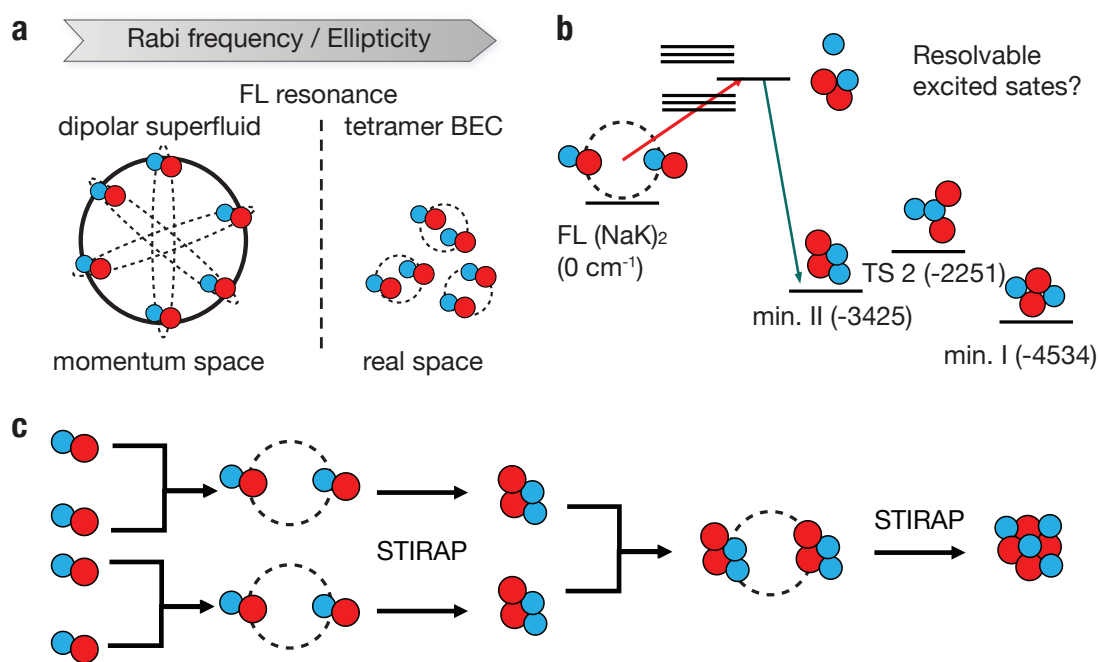 a
Rabi frequency / Ellipticity
FL resonance
dipolar superfluid
tetramer BEC
momentum space
real space
b
Resolvable
excited sates?
FL (NaK)₂
(0 cm⁻¹)
TS 2 (-2251)
min. II (-3425)
min. I (-4534)
c
STIRAP
STIRAP